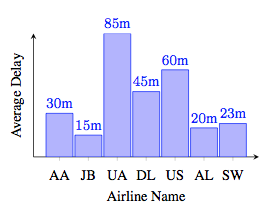 85m
60m
45m
30m
23m
20m
15m
Average Delay
AA JB UA DL US AL SW
Airline Name